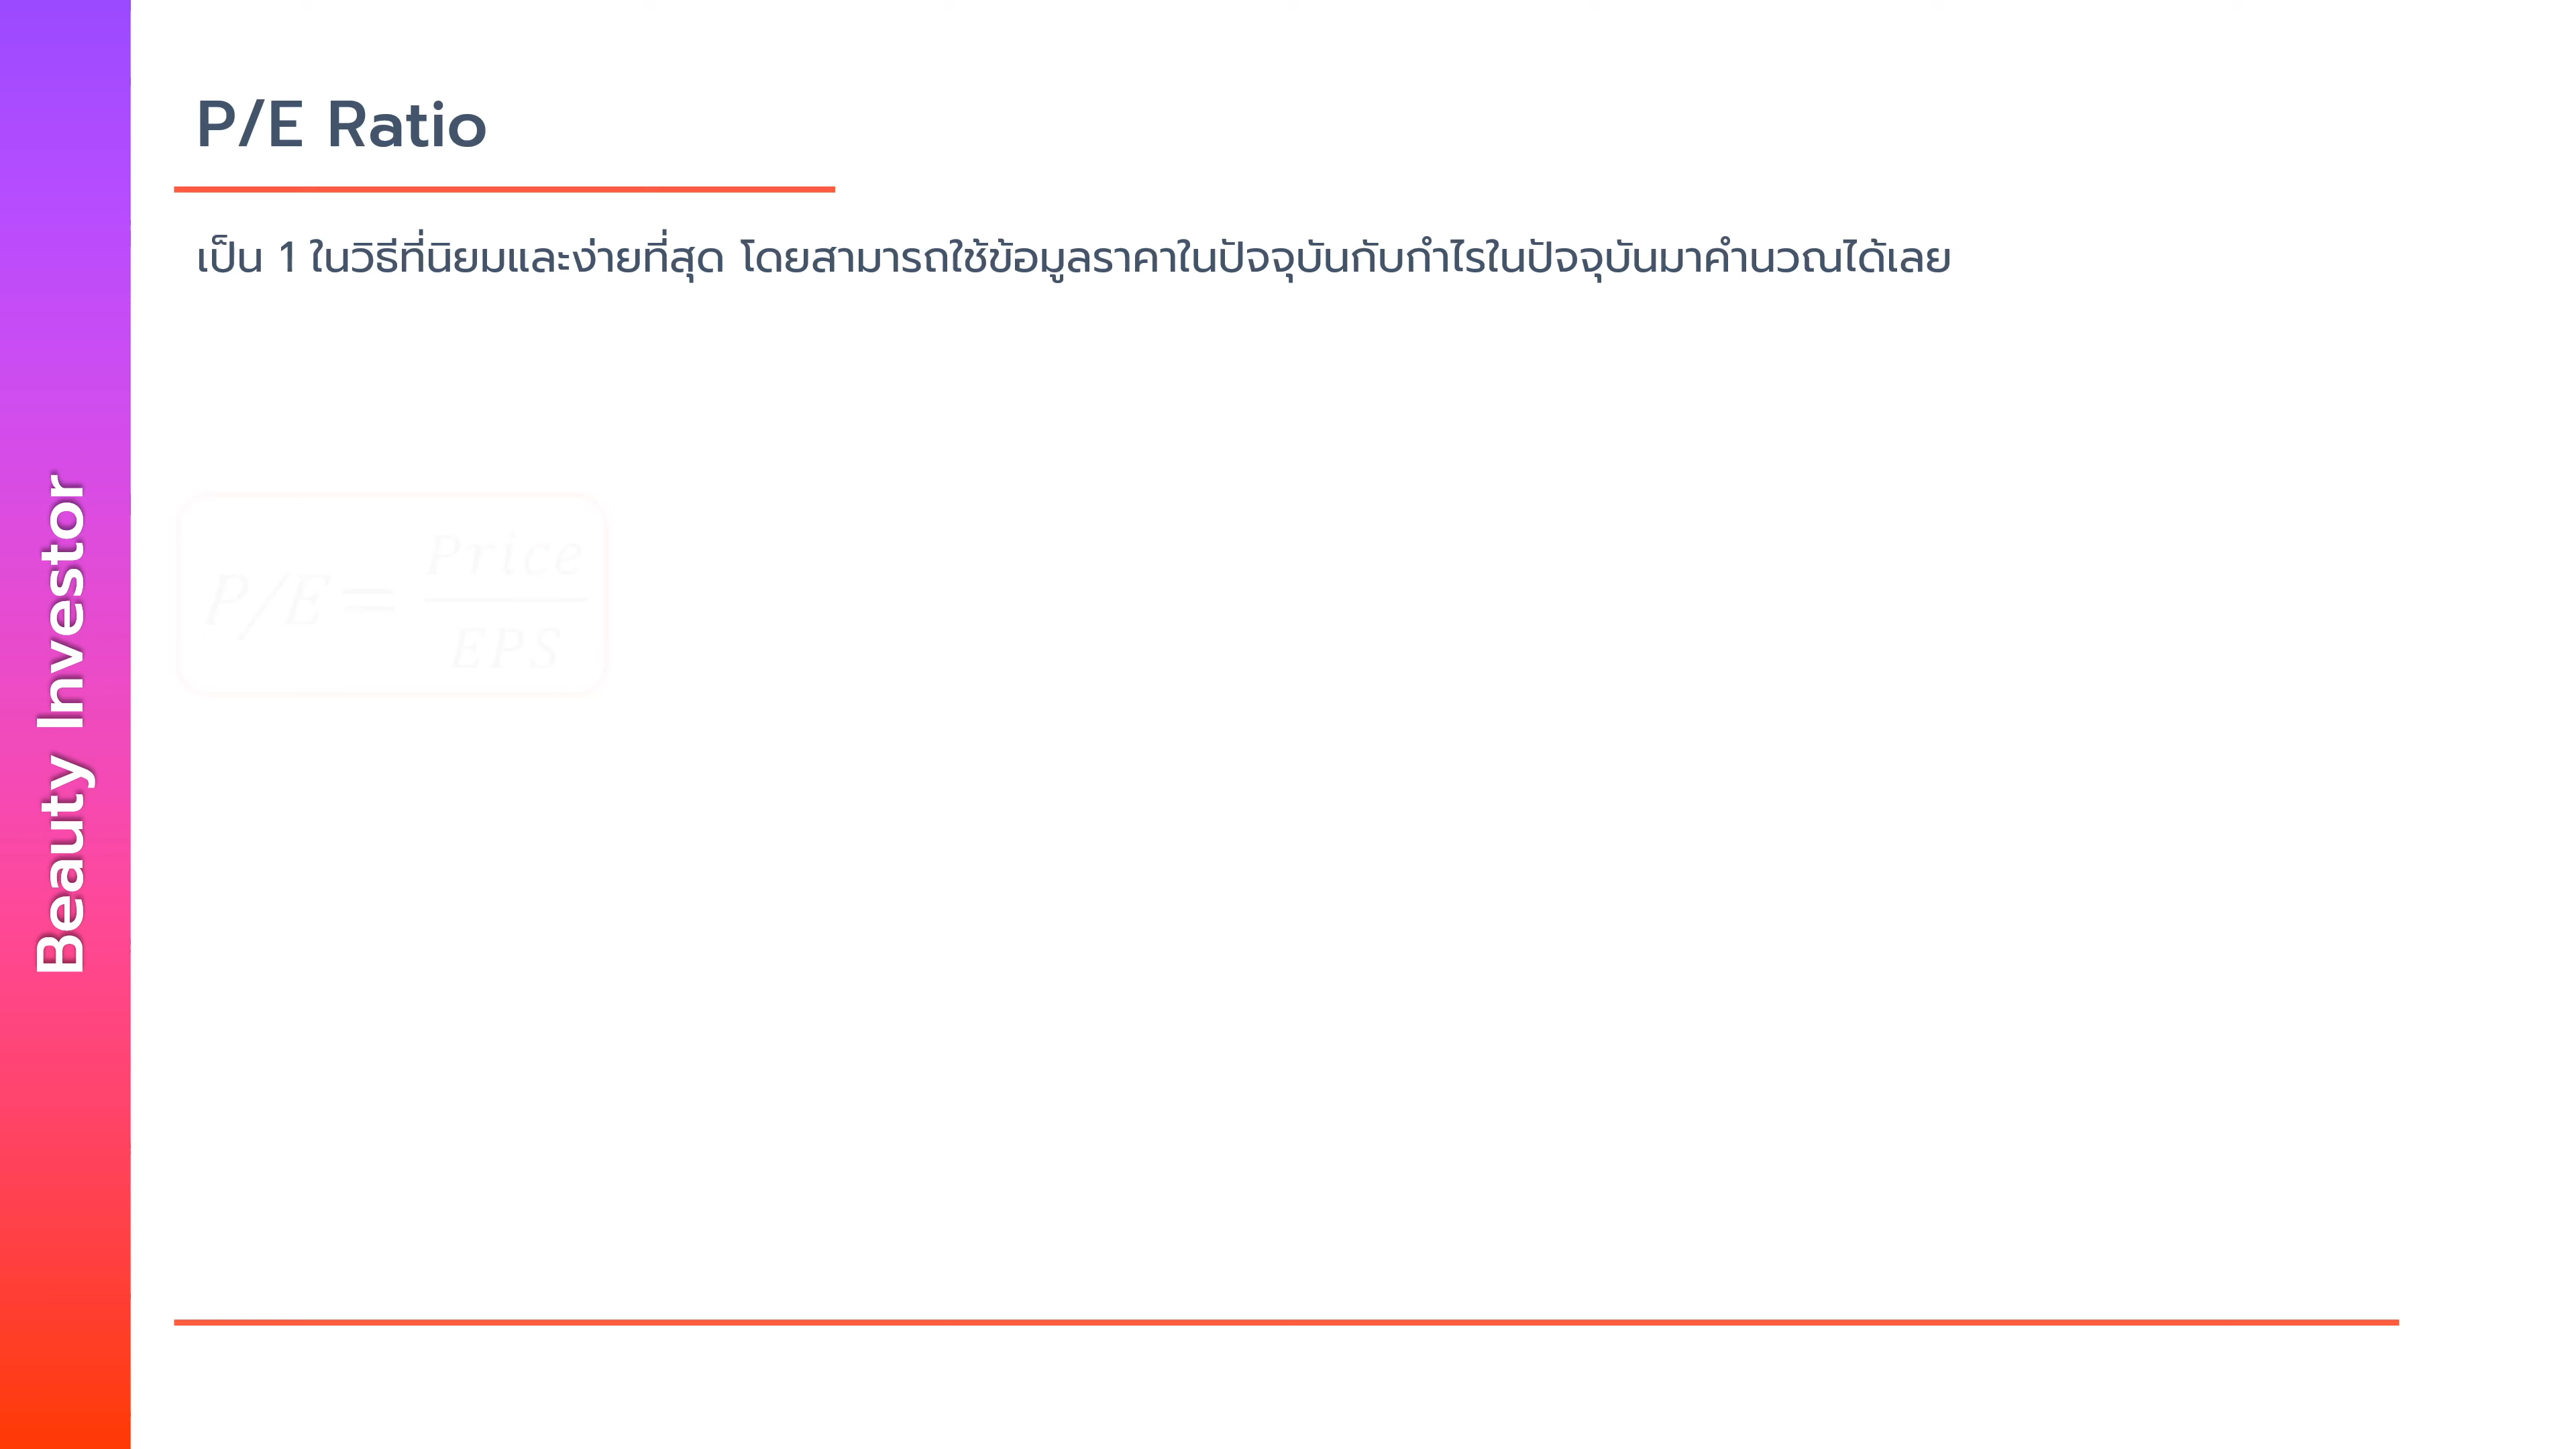 P/E Ratio
เป็น 1 ในวิธีที่นิยมและง่ายที่สุด โดยสามารถใช้ข้อมูลราคาในปัจจุบันกับกำไรในปัจจุบันมาคำนวณได้เลย
P/E = Price / EPS
Beauty Investor